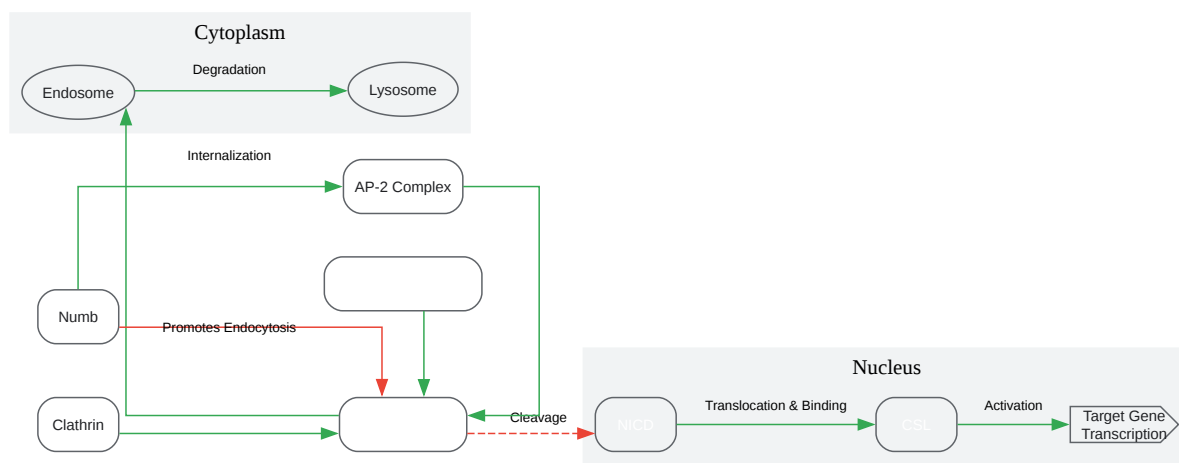 Cytoplasm
Degradation
Endosome
Lysosome
Internalization
AP-2 Complex
Numb
Promotes Endocytosis
Nucleus
Clathrin
Cleavage
NICD
Translocation & Binding
CSL
Activation
Target Gene
Transcription